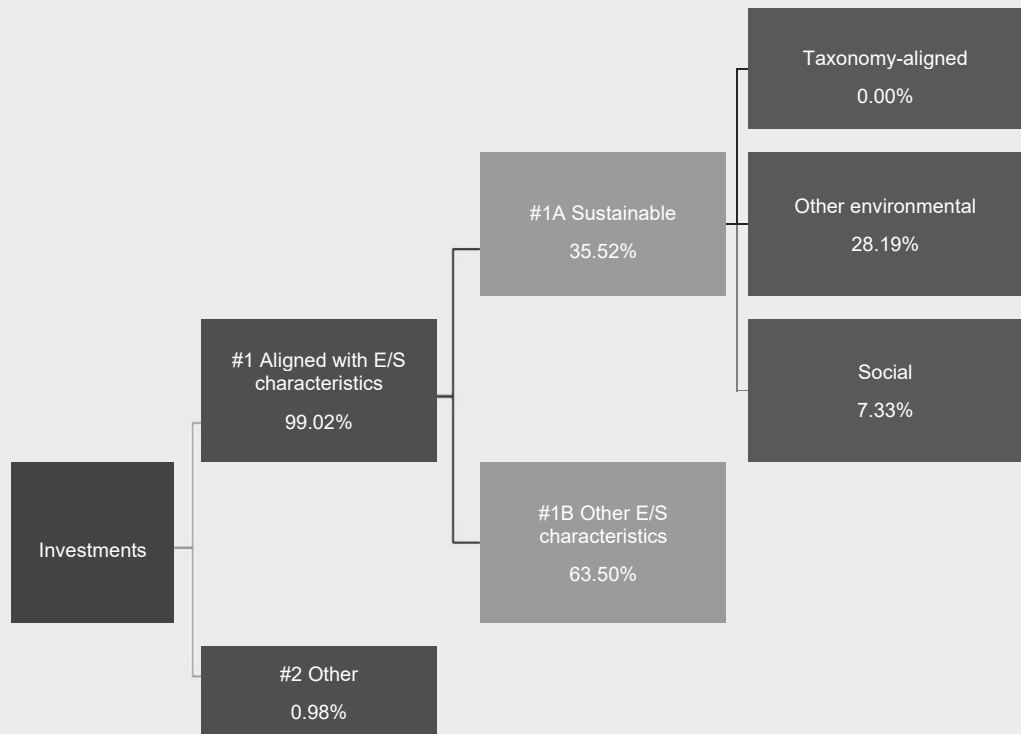 Taxonomy-aligned
0.00%
#1A Sustainable
35.52%
Other environmental
28.19%
#1 Aligned with E/S
characteristics
99.02%
Social
7.33%
Investments
#1B Other E/S
characteristics
63.50%
#2 Other
0.98%